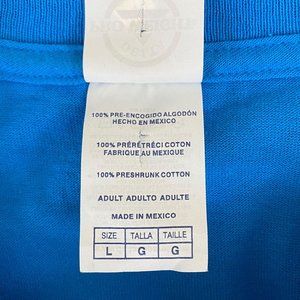 100% PRE-ENCOGIDO ALGODÓN
HECHO EN MEXICO
100% PRÉRÉTRÉCI COTON
FABRIQUE AU MEXIQUE
100% PRESHRUNK COTTON
ADULT ADULTO ADULTE
MADE IN MEXICO
SIZE TALLA TAILLE
L G G